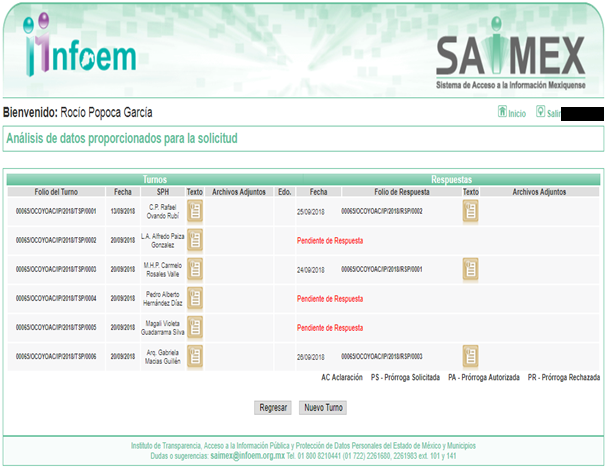 infoem
SAIMEX
Sistema de Acceso a la Información Mexiquense
Bienvenido: Rocío Popoca García
Inicio Salir
Análisis de datos proporcionados para la solicitud
Turnos Respuestas
Folio del Turno Fecha SPH Texto Archivos Adjuntos Edo. Fecha Folio de Respuesta Texto Archivos Adjuntos
00065/OCOYOAC/IP/2018/TSP/0001 13/09/2018 C.P. Rafael Ovando Rubí 25/09/2018 00065/OCOYOAC/IP/2018/RSP/0002
00065/OCOYOAC/IP/2018/TSP/0002 20/09/2018 L.A. Alfredo Paiza Gonzalez Pendiente de Respuesta
00065/OCOYOAC/IP/2018/TSP/0003 20/09/2018 M.H.P. Carmelo Rosales Valle 24/09/2018 00065/OCOYOAC/IP/2018/RSP/0001
00065/OCOYOAC/IP/2018/TSP/0004 20/09/2018 Pedro Alberto Hernández Díaz Pendiente de Respuesta
00065/OCOYOAC/IP/2018/TSP/0005 20/09/2018 Magali Violeta Guadarrama Silva Pendiente de Respuesta
00065/OCOYOAC/IP/2018/TSP/0006 20/09/2018 Arq. Gabriela Macias Guillén 26/09/2018 00065/OCOYOAC/IP/2018/RSP/0003
AC Aclaración PS - Prórroga Solicitada PA - Prórroga Autorizada PR - Prórroga Rechazada
Regresar Nuevo Turno
Instituto de Transparencia, Acceso a la Información Pública y Protección de Datos Personales del Estado de México y Municipios
Dudas o sugerencias: saimex@infoem.org.mx Tel. 01 800 8210441 (01 722) 2261680, 2261983 ext. 101 y 141